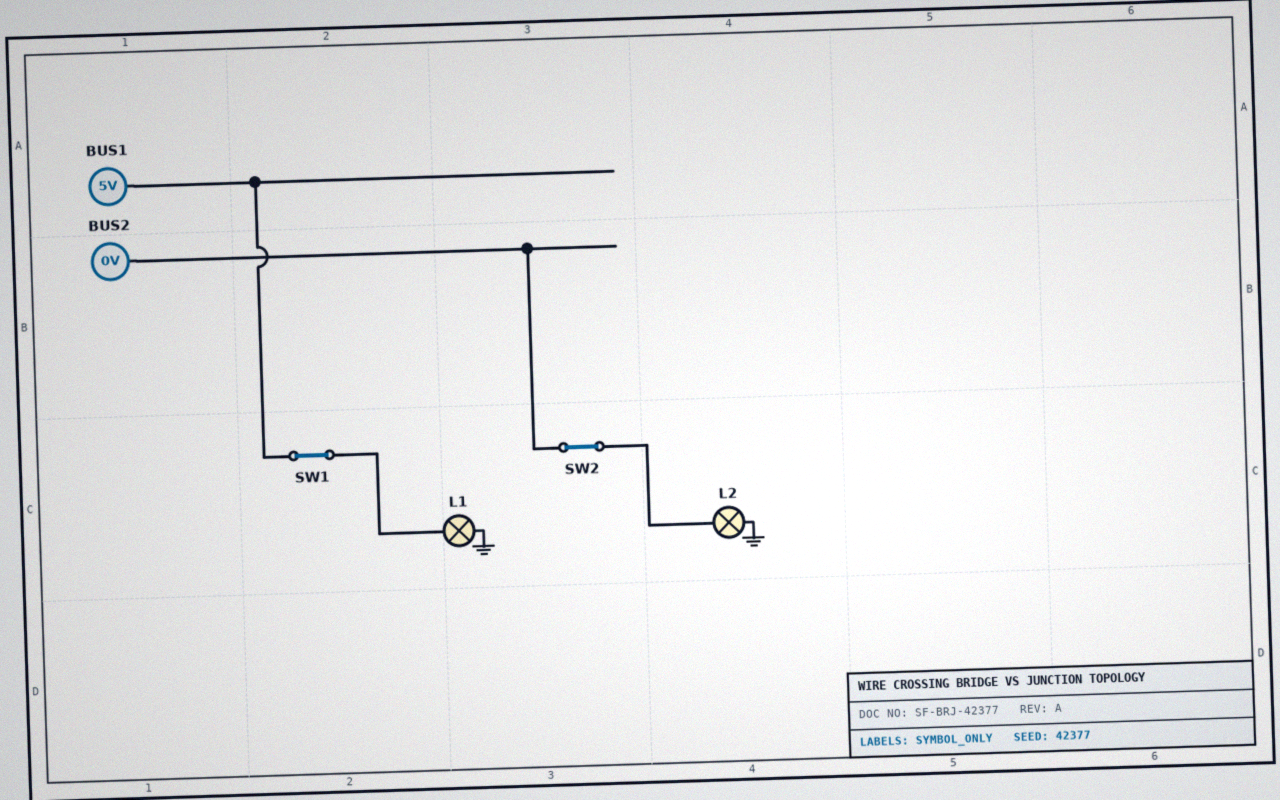 1 2 3 4 5 6
A A
BUS1
5V
BUS2
0V
B B
SW1
SW2
L1
L2
C C
D D
WIRE CROSSING BRIDGE VS JUNCTION TOPOLOGY
DOC NO: SF-BRJ-42377 REV: A
LABELS: SYMBOL_ONLY SEED: 42377
1 2 3 4 5 6